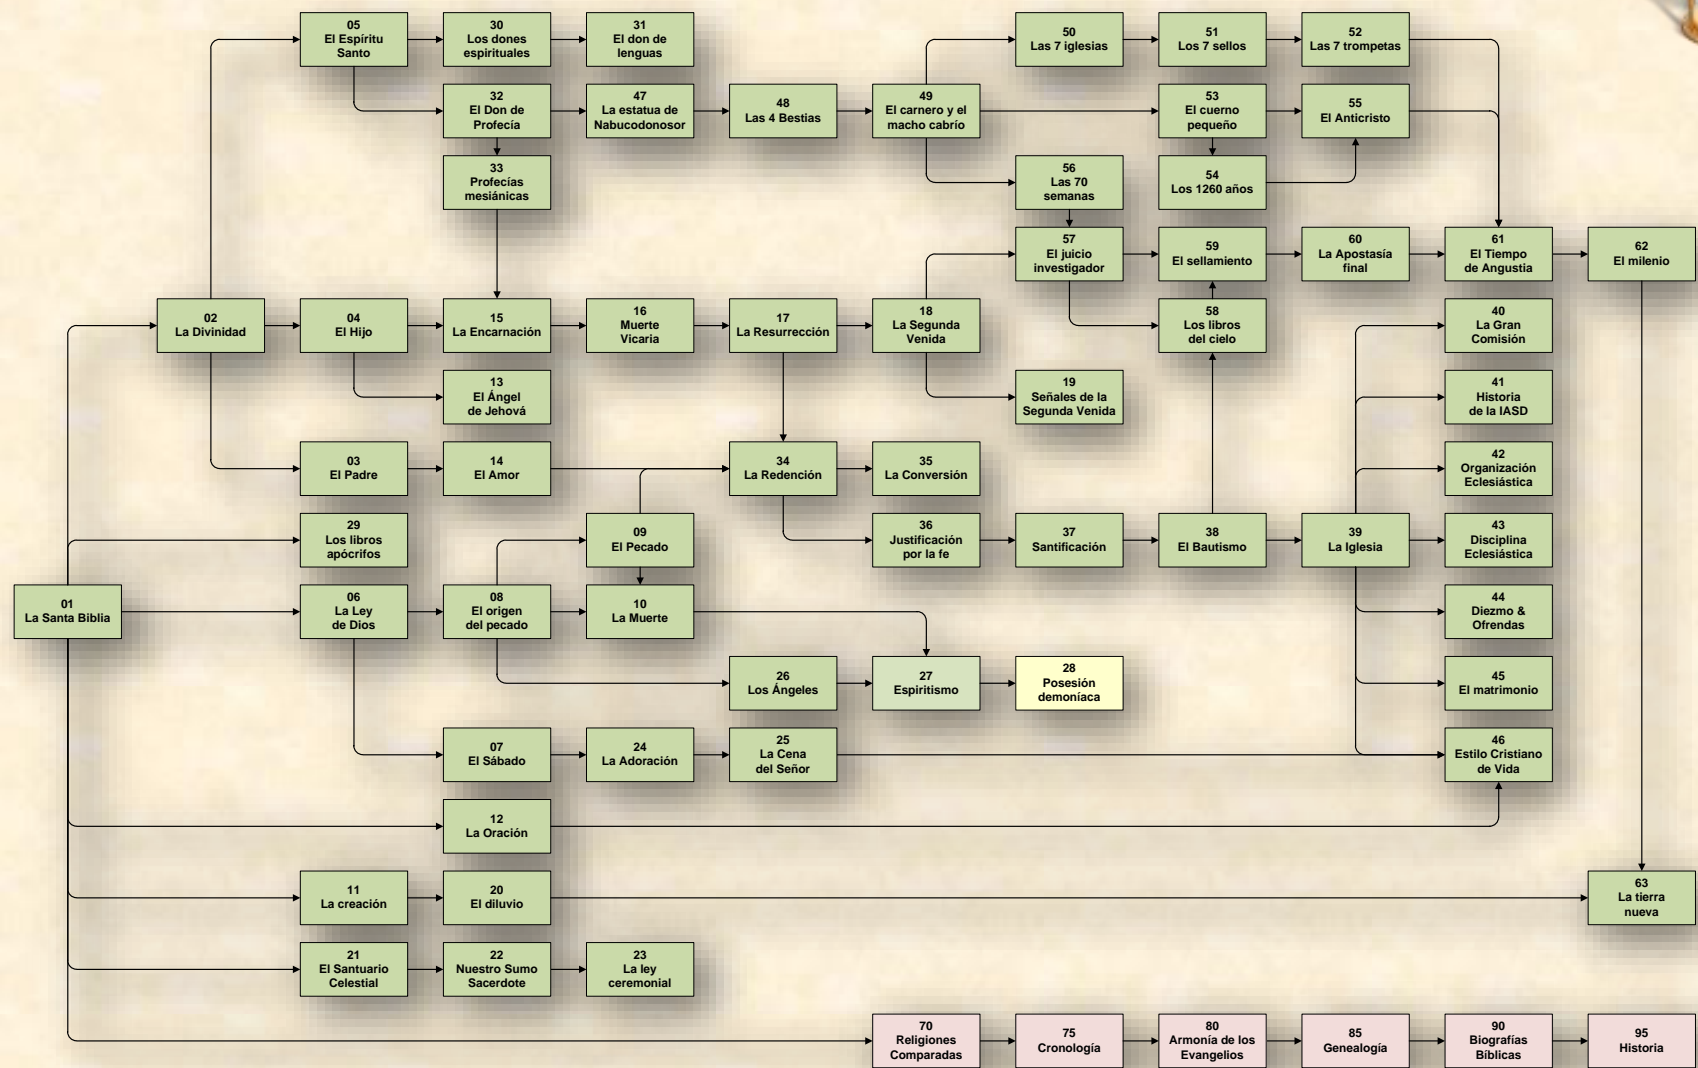 05
El Espíritu
Santo
30
Los dones
espirituales
31
El don de
lenguas
50
Las 7 iglesias
51
Los 7 sellos
52
Las 7 trompetas
32
El Don de
Profecía
47
La estatua de
Nabucodonosor
48
Las 4 Bestias
49
El carnero y el
macho cabrío
53
El cuerno
pequeño
55
El Anticristo
33
Profecías
mesiánicas
56
Las 70
semanas
54
Los 1260 años
57
El juicio
investigador
59
El sellamiento
60
La Apostasía
final
61
El Tiempo
de Angustia
62
El milenio
02
La Divinidad
04
El Hijo
15
La Encarnación
16
Muerte
Vicaria
17
La Resurrección
18
La Segunda
Venida
58
Los libros
del cielo
40
La Gran
Comisión
13
El Ángel
de Jehová
19
Señales de la
Segunda Venida
41
Historia
de la IASD
03
El Padre
14
El Amor
34
La Redención
35
La Conversión
42
Organización
Eclesiástica
29
Los libros
apócrifos
09
El Pecado
36
Justificación
por la fe
37
Santificación
38
El Bautismo
39
La Iglesia
43
Disciplina
Eclesiástica
01
La Santa Biblia
06
La Ley
de Dios
08
El origen
del pecado
10
La Muerte
44
Diezmo &
Ofrendas
26
Los Ángeles
27
Espiritismo
28
Posesión
demoníaca
45
El matrimonio
07
El Sábado
24
La Adoración
25
La Cena
del Señor
46
Estilo Cristiano
de Vida
12
La Oración
11
La creación
20
El diluvio
63
La tierra
nueva
21
El Santuario
Celestial
22
Nuestro Sumo
Sacerdote
23
La ley
ceremonial
70
Religiones
Comparadas
75
Cronología
80
Armonía de los
Evangelios
85
Genealogía
90
Biografías
Bíblicas
95
Historia